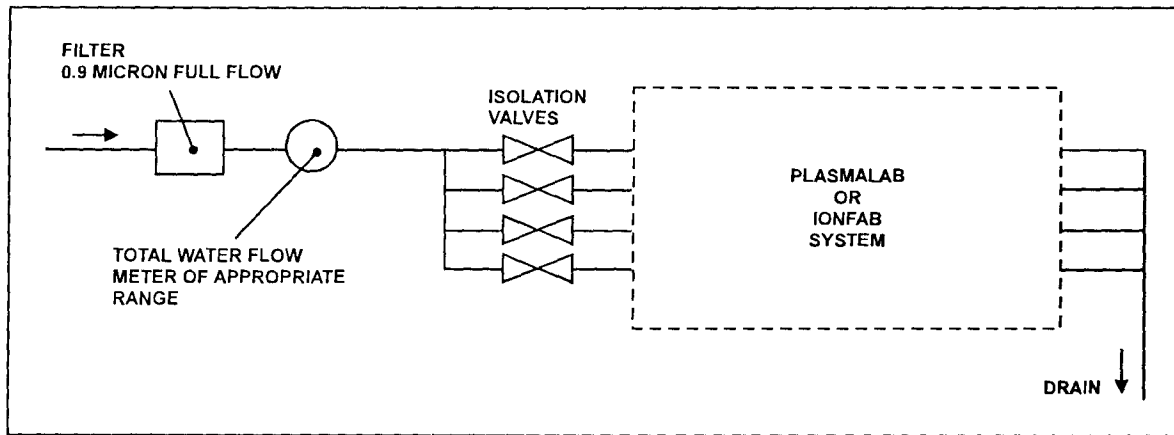 FILTER
0.9 MICRON FULL FLOW
ISOLATION
VALVES
PLASMALAB
OR
IONFAB
SYSTEM
TOTAL WATER FLOW
METER OF APPROPRIATE
RANGE
DRAIN